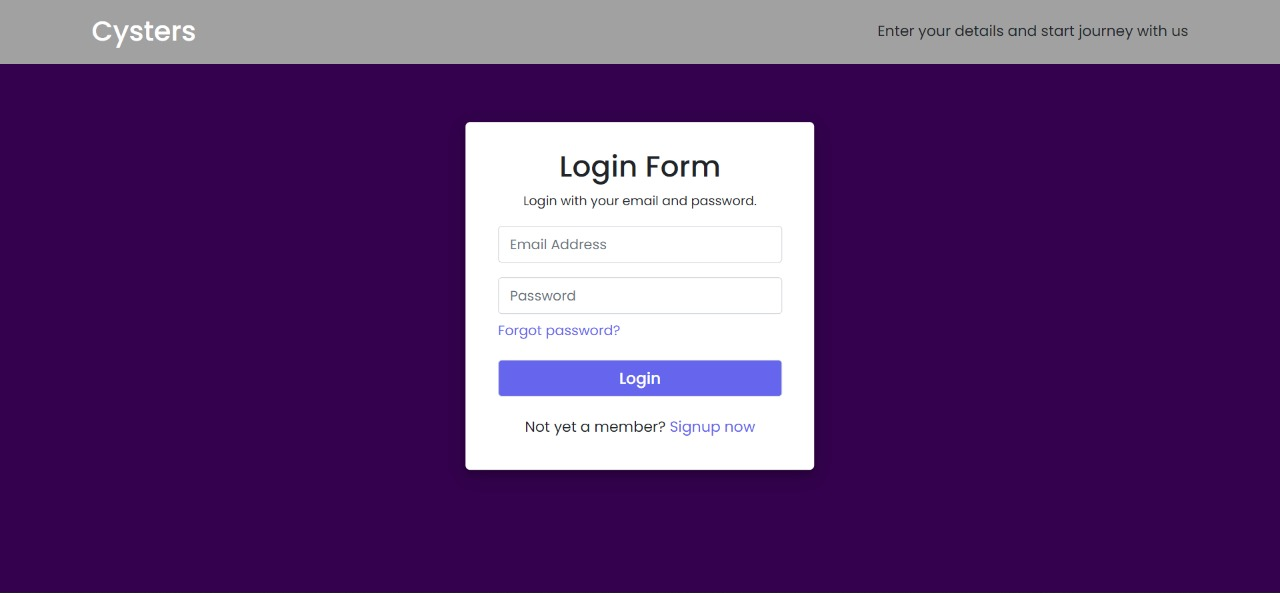 Cysters
Enter your details and start journey with us
Login Form
Login with your email and password.
Email Address
Password
Forgot password?
Login
Not yet a member? Signup now